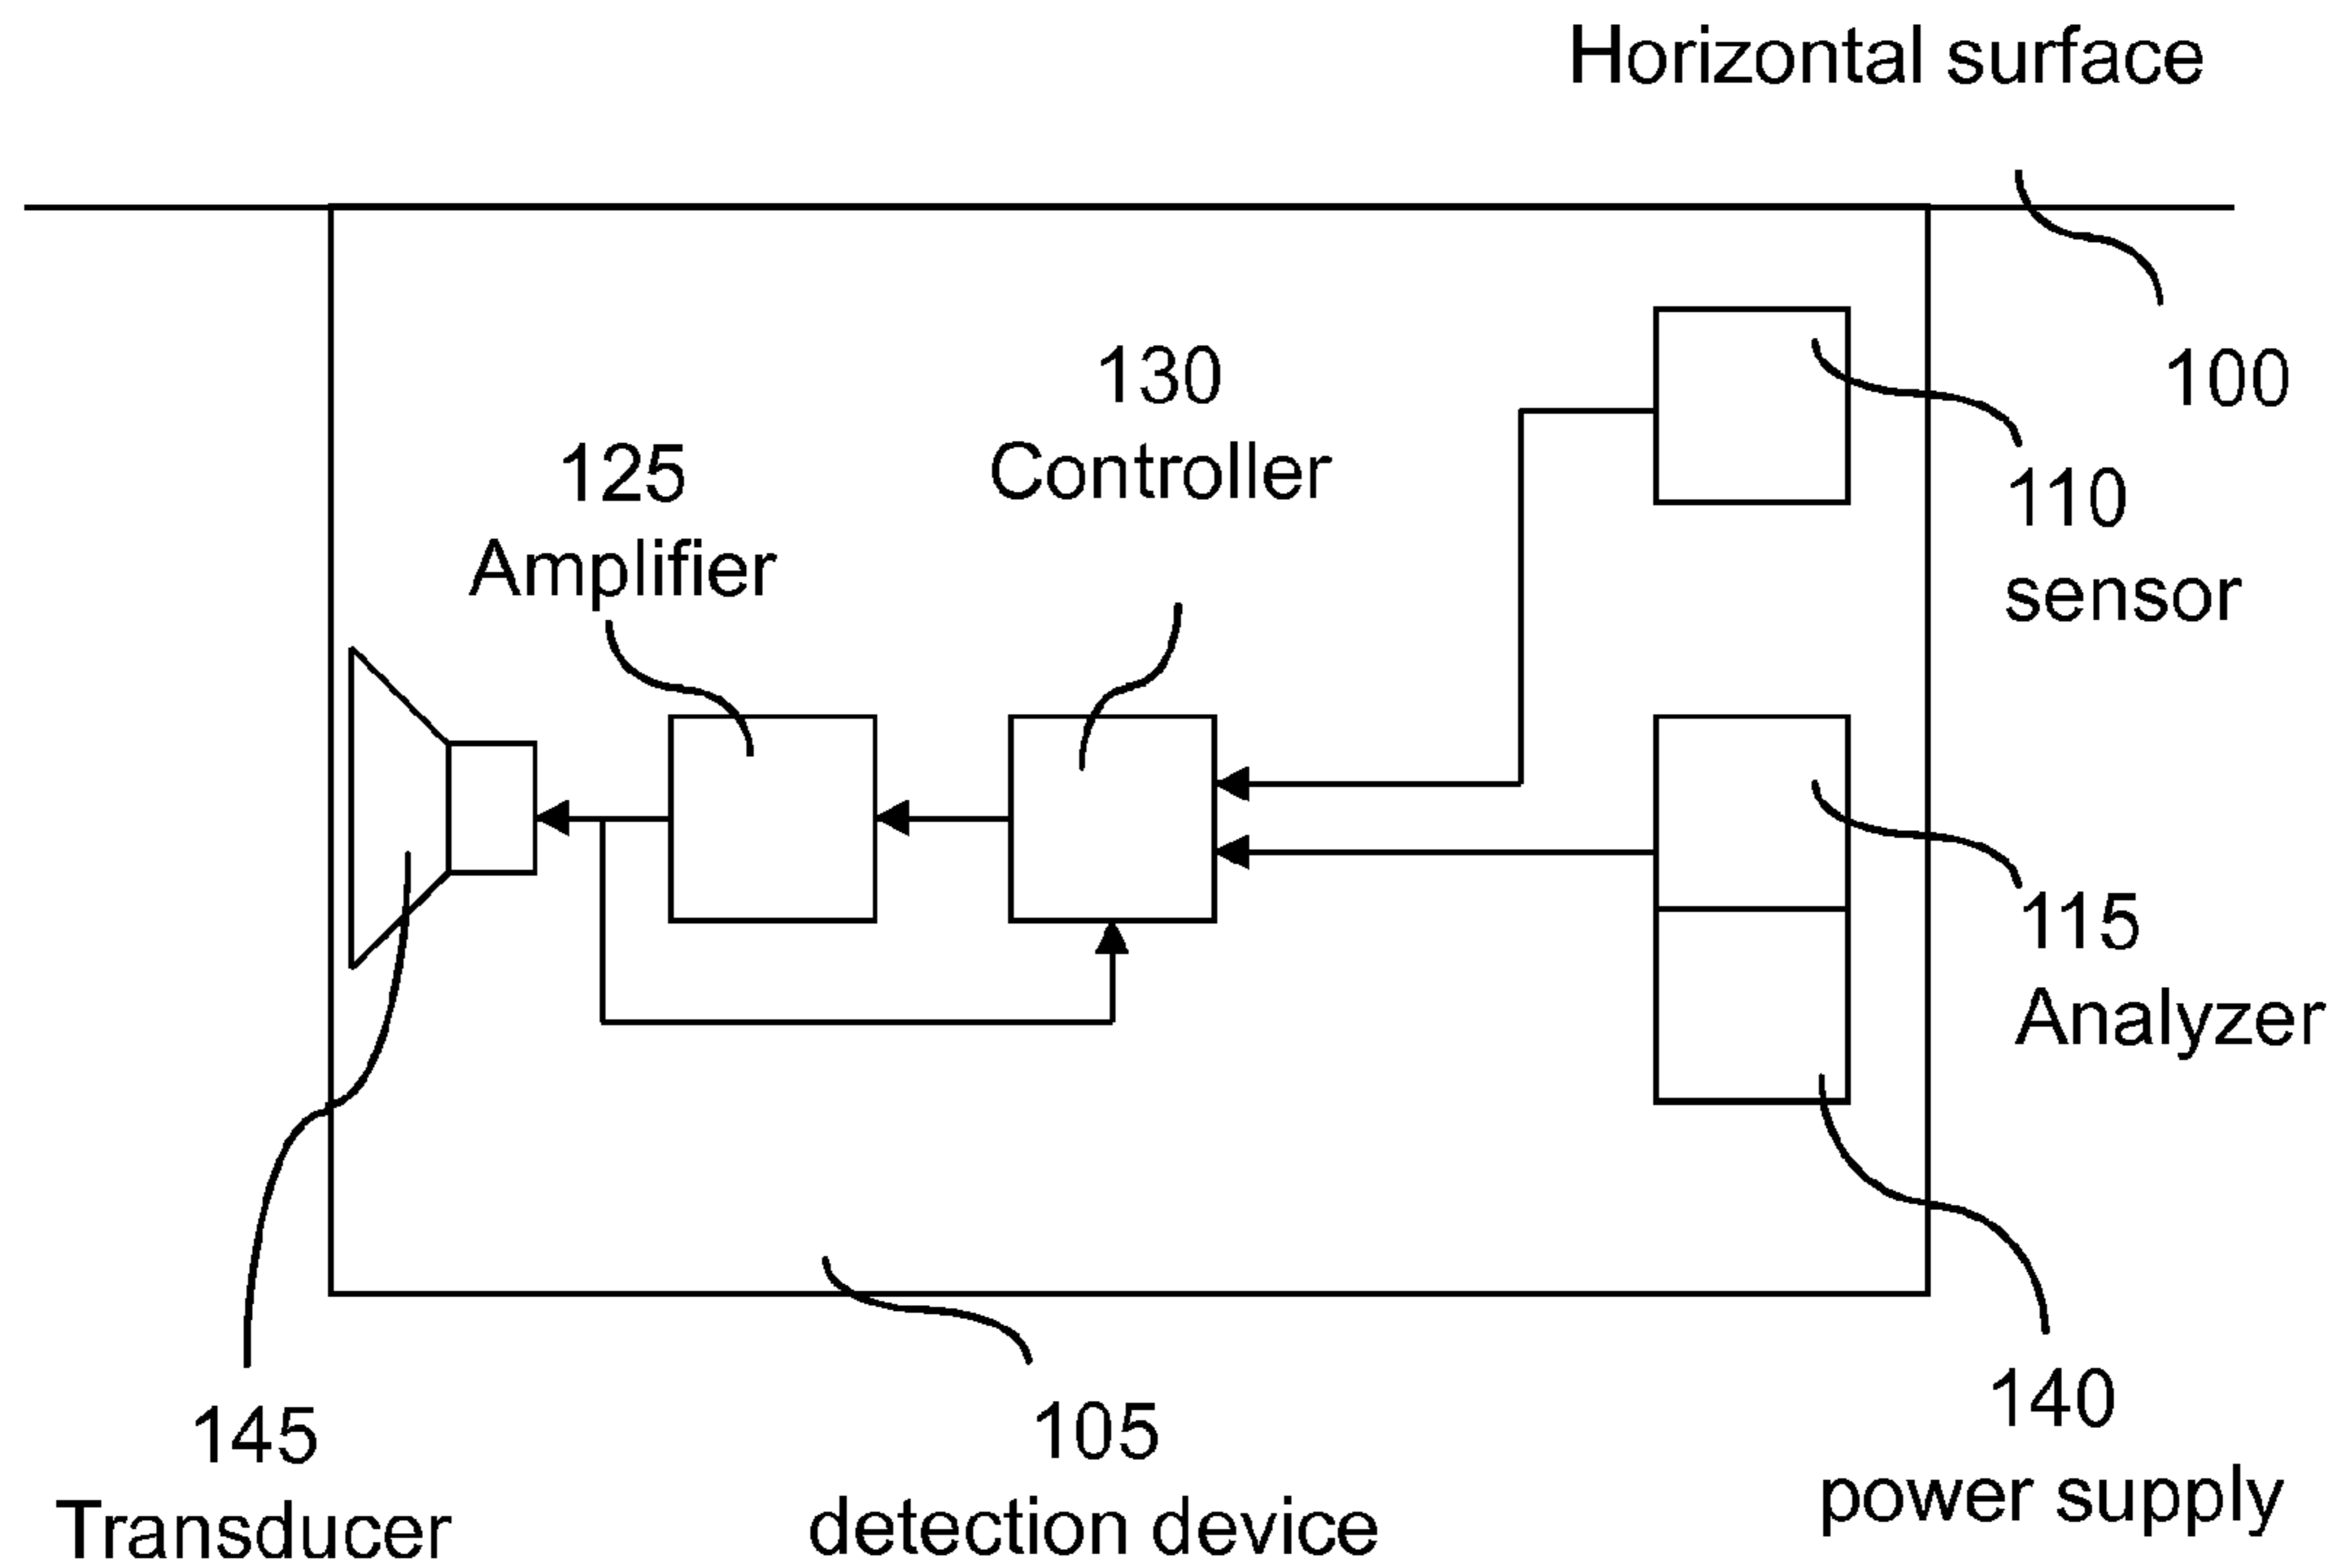 Horizontal surface
100
130
Controller
125
Amplifier
110
sensor
115
Analyzer
145
Transducer
105
detection device
140
power supply